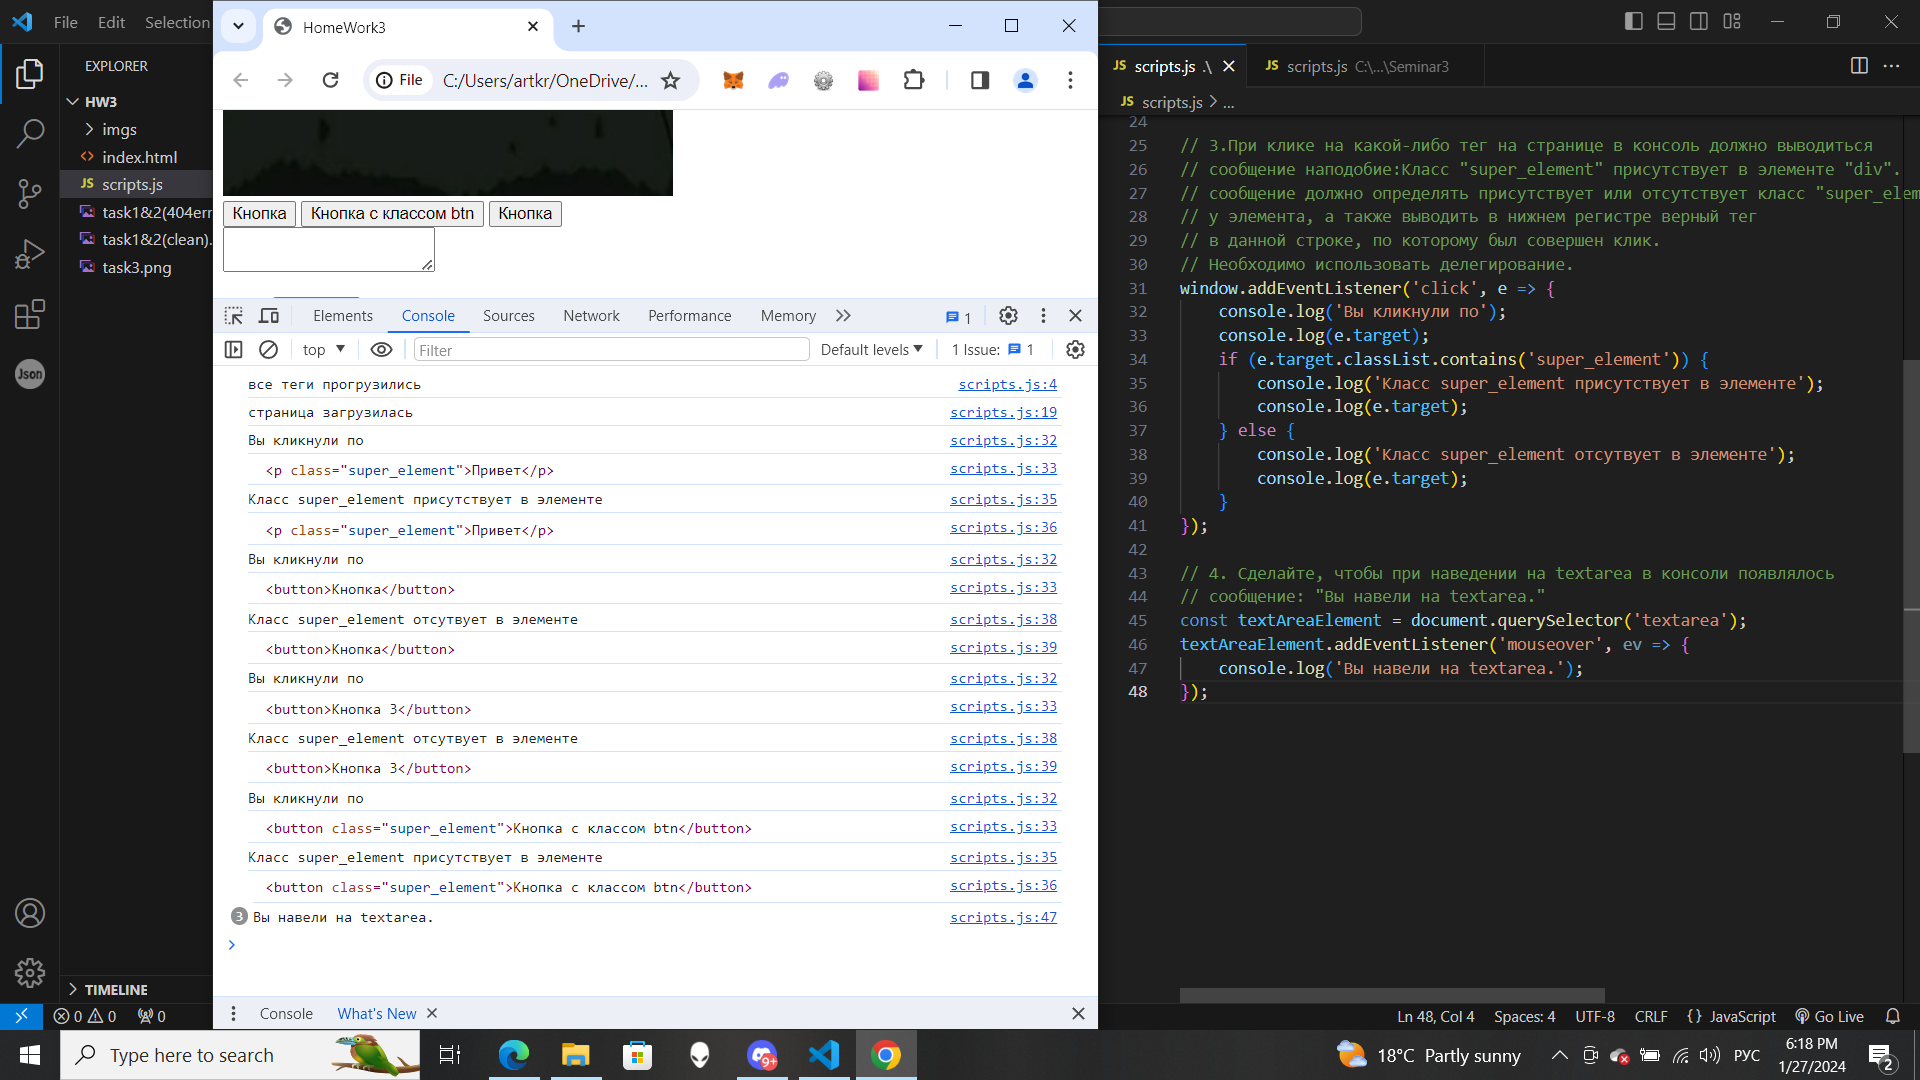 File Edit Selection
EXPLORER
HW3
imgs
index.html
JS scripts.js
task1&2(404err
task1&2(clean).
task3.png
TIMELINE
0 0 0
Json
HomeWork3
File C:/Users/artkr/OneDrive/...
Кнопка Кнопка с классом btn Кнопка
Elements Console Sources Network Performance Memory 1
top Filter Default levels 1 Issue: 1
все теги прогрузились scripts.js:4
страница загрузилась scripts.js:19
Вы кликнули по scripts.js:32
<p class="super_element">Привет</p> scripts.js:33
Класс super_element присутствует в элементе scripts.js:35
<p class="super_element">Привет</p> scripts.js:36
Вы кликнули по scripts.js:32
<button>Кнопка</button> scripts.js:33
Класс super_element отсутвует в элементе scripts.js:38
<button>Кнопка</button> scripts.js:39
Вы кликнули по scripts.js:32
<button>Кнопка 3</button> scripts.js:33
Класс super_element отсутвует в элементе scripts.js:38
<button>Кнопка 3</button> scripts.js:39
Вы кликнули по scripts.js:32
<button class="super_element">Кнопка с классом btn</button> scripts.js:33
Класс super_element присутствует в элементе scripts.js:35
<button class="super_element">Кнопка с классом btn</button> scripts.js:36
3 Вы навели на textarea. scripts.js:47
>
Console What's New
JS scripts.js .\ JS scripts.js C:\...\Seminar3
JS scripts.js > ...
24
25 // 3.При клике на какой-либо тег на странице в консоль должно выводиться
26 // сообщение наподобие:Класс "super_element" присутствует в элементе "div".
27 // сообщение должно определять присутствует или отсутствует класс "super_elem
28 // у элемента, а также выводить в нижнем регистре верный тег
29 // в данной строке, по которому был совершен клик.
30 // Необходимо использовать делегирование.
31 window.addEventListener('click', e => {
32 console.log('Вы кликнули по');
33 console.log(e.target);
34 if (e.target.classList.contains('super_element')) {
35 console.log('Класс super_element присутствует в элементе');
36 console.log(e.target);
37 } else {
38 console.log('Класс super_element отсутвует в элементе');
39 console.log(e.target);
40 }
41 });
42
43 // 4. Сделайте, чтобы при наведении на textarea в консоли появлялось
44 // сообщение: "Вы навели на textarea."
45 const textAreaElement = document.querySelector('textarea');
46 textAreaElement.addEventListener('mouseover', ev => {
47 console.log('Вы навели на textarea.');
48 });
Ln 48, Col 4 Spaces: 4 UTF-8 CRLF {} JavaScript Go Live
Type here to search
9+
18°C Partly sunny
РУС
6:18 PM
1/27/2024
2